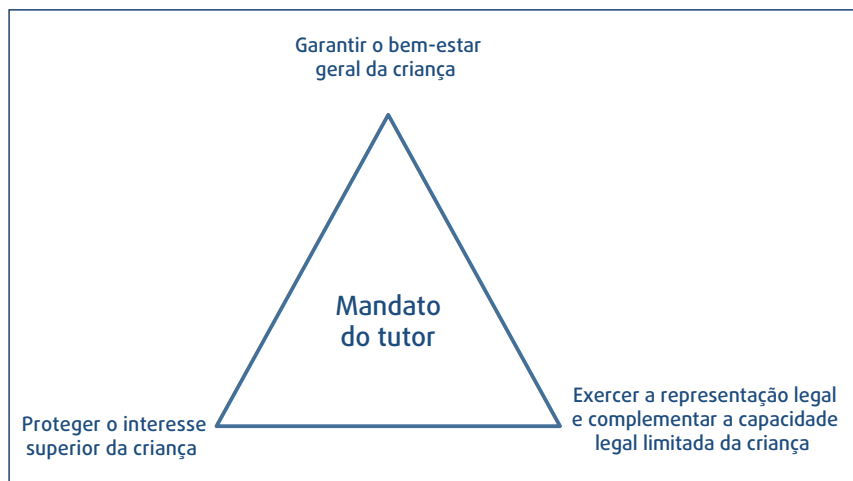 Garantir o bem-estar
geral da criança
Mandato
do tutor
Proteger o interesse
superior da criança
Exercer a representação legal
e complementar a capacidade
legal limitada da criança